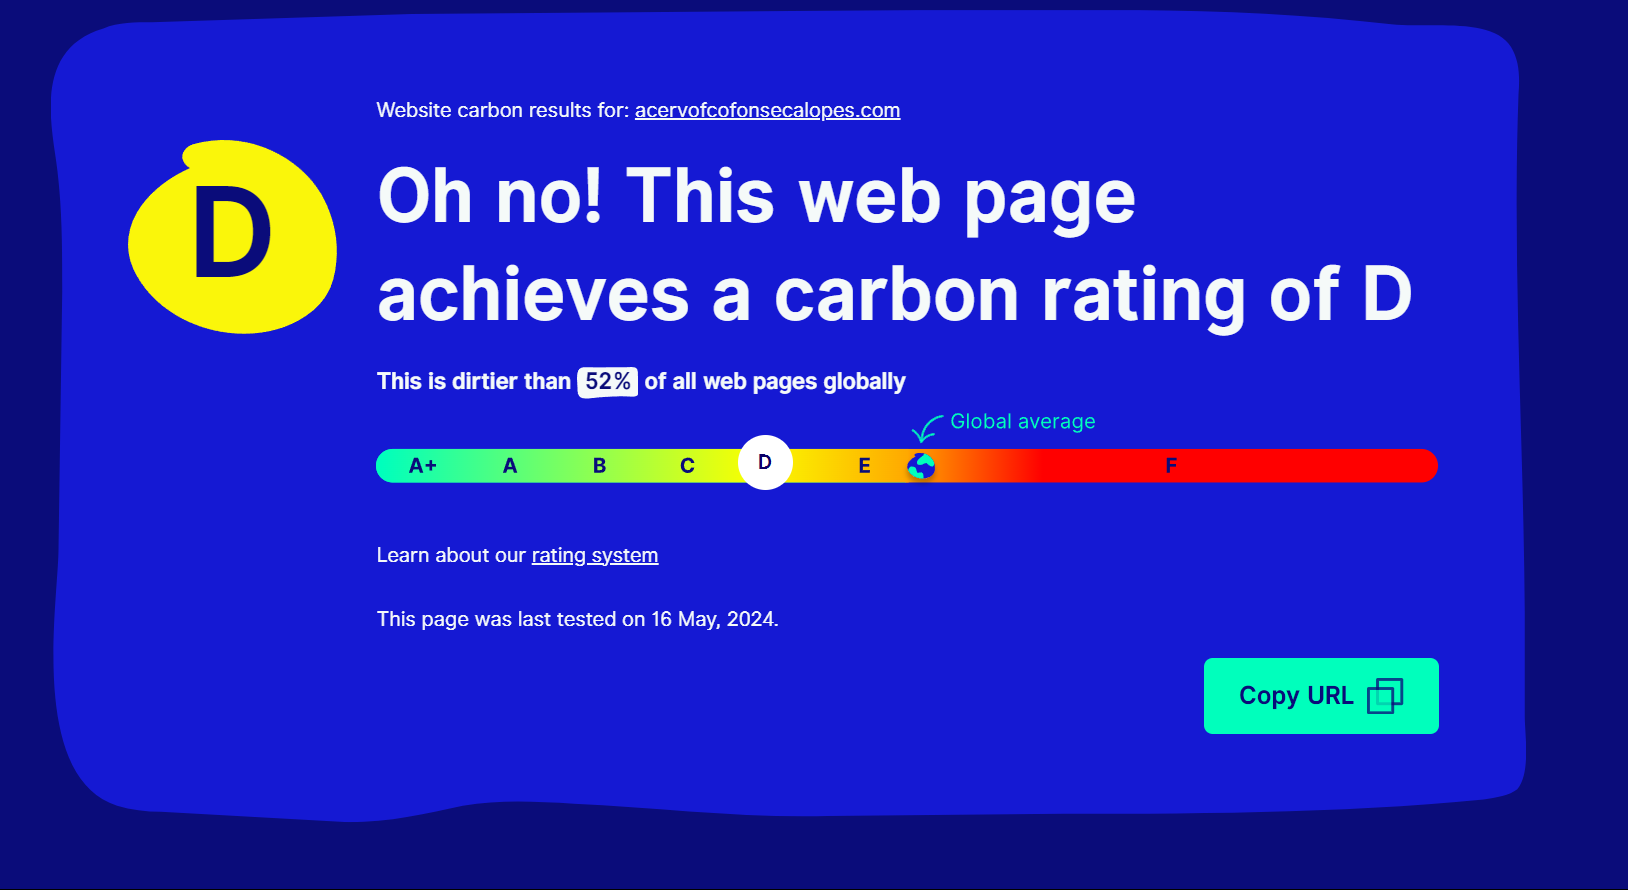 Website carbon results for: acervofcofonsecalopes.com
D
Oh no! This web page
achieves a carbon rating of D
This is dirtier than 52% of all web pages globally
Global average
A+ A B C D E F
Learn about our rating system
This page was last tested on 16 May, 2024.
Copy URL